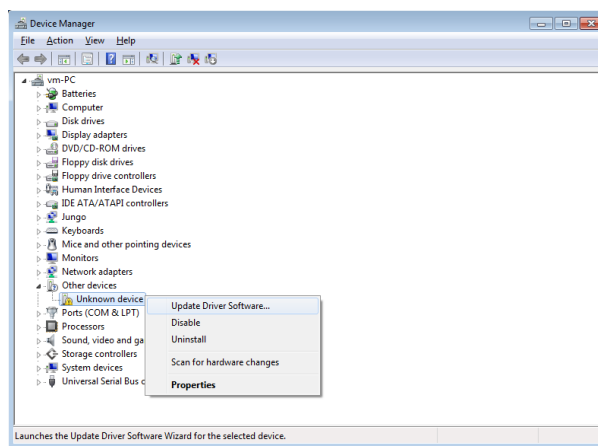 Device Manager
File Action View Help
vm-PC
Batteries
Computer
Disk drives
Display adapters
DVD/CD-ROM drives
Floppy disk drives
Floppy drive controllers
Human Interface Devices
IDE ATA/ATAPI controllers
Jungo
Keyboards
Mice and other pointing devices
Monitors
Network adapters
Other devices
Unknown device
Ports (COM & LPT)
Processors
Sound, video and ga
Storage controllers
System devices
Universal Serial Bus c
Update Driver Software...
Disable
Uninstall
Scan for hardware changes
Properties
Launches the Update Driver Software Wizard for the selected device.